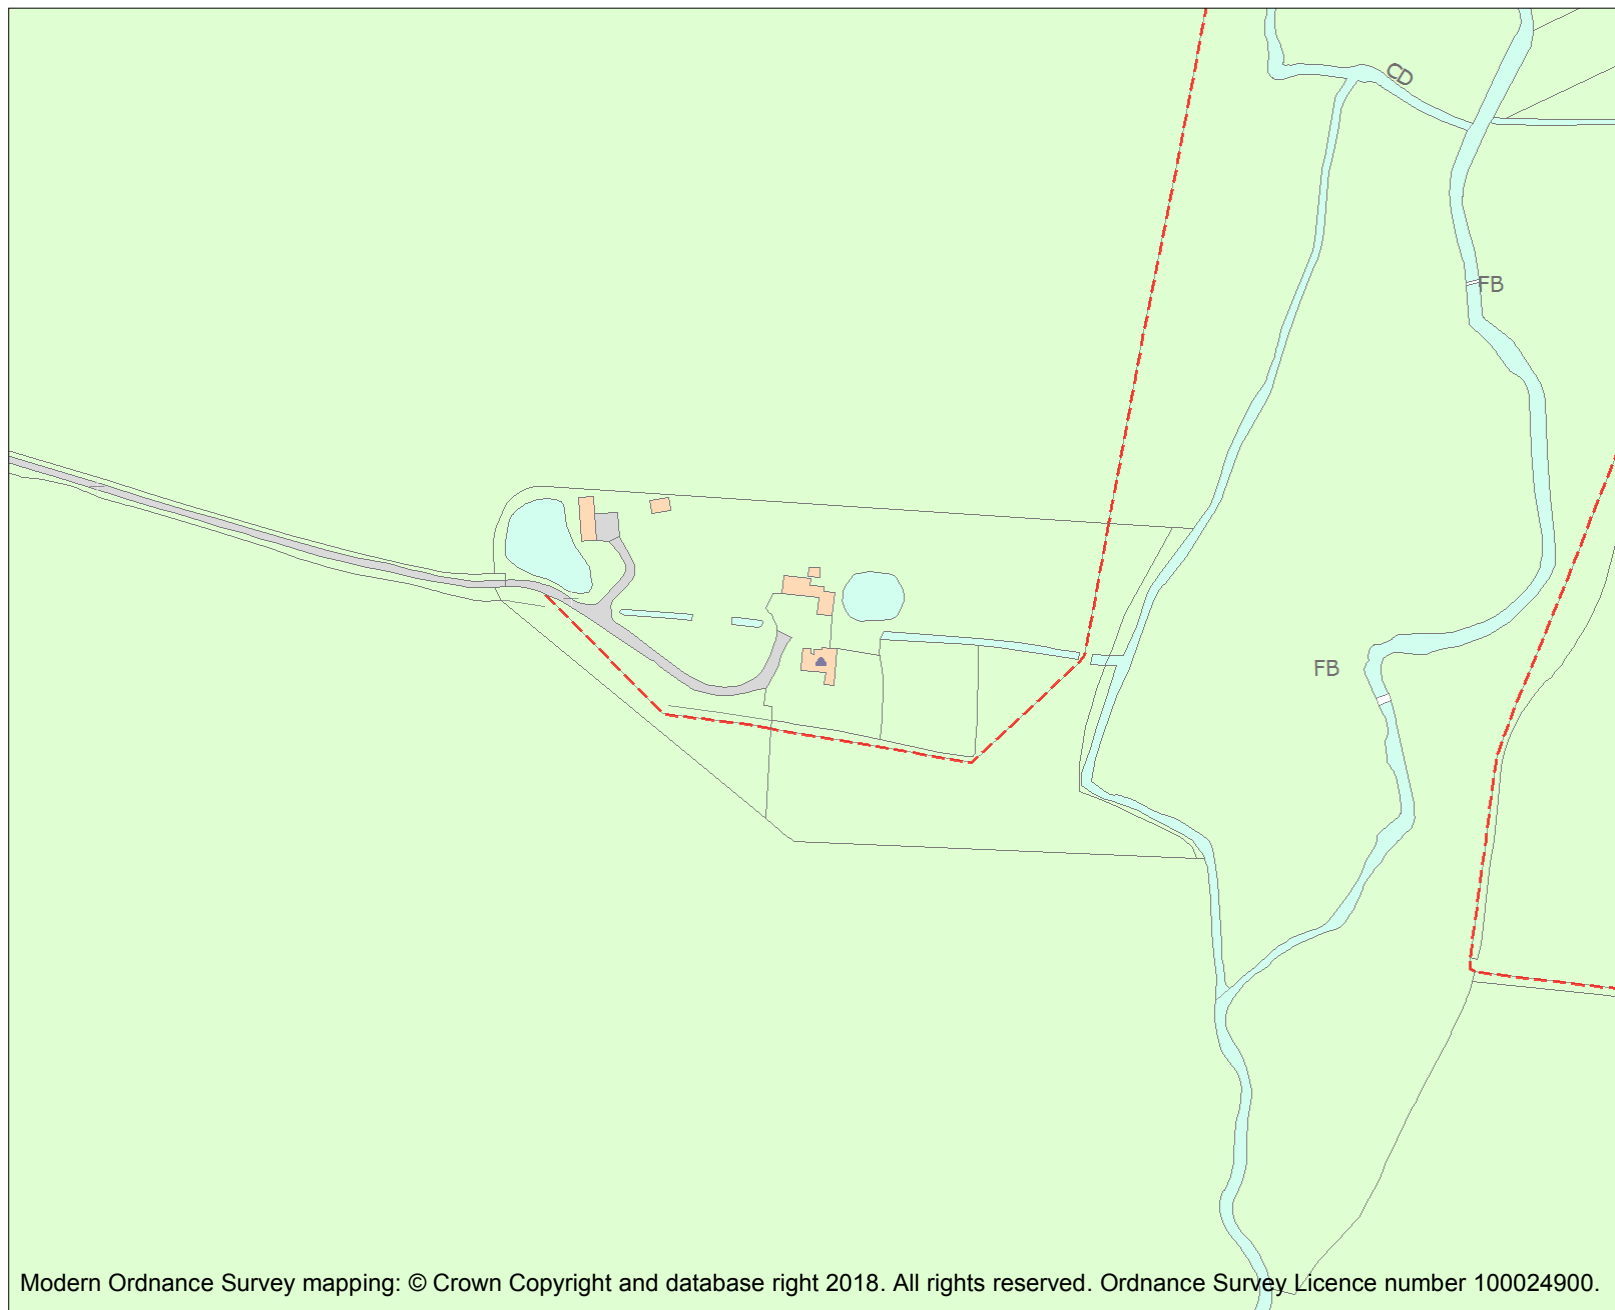 CD
FB
FB
Modern Ordnance Survey mapping: © Crown Copyright and database right 2018. All rights reserved. Ordnance Survey Licence number 100024900.